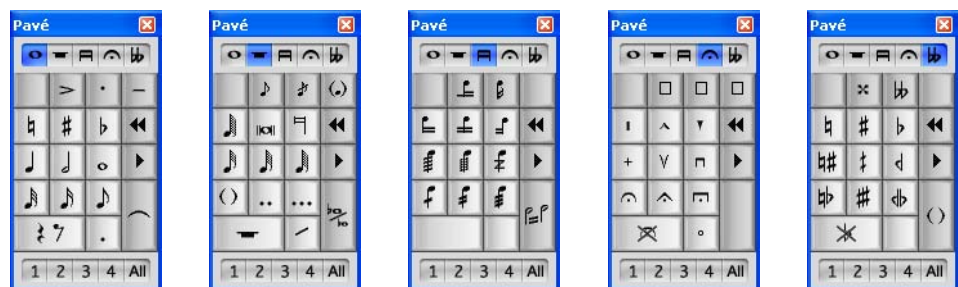 Pavé Pavé Pavé Pavé Pavé
1 2 3 4 All 1 2 3 4 All 1 2 3 4 All 1 2 3 4 All 1 2 3 4 All